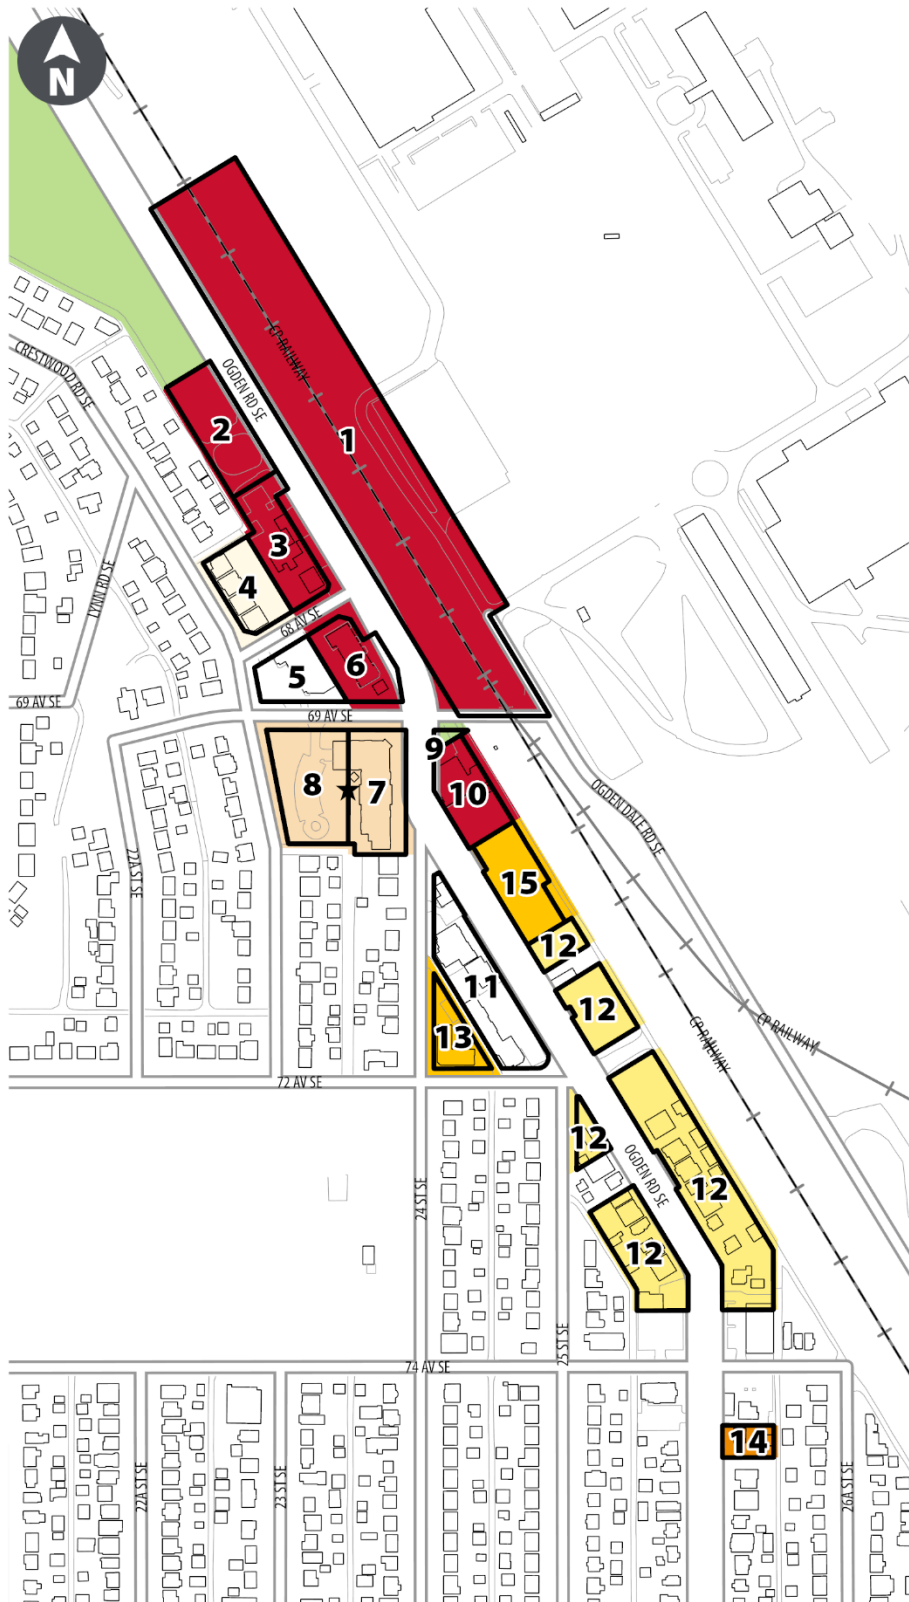 N
CP RAILWAY
CRESTWOOD RD SE
OGDEN RD SE
2
1
3
4
LYNN RD SE
68 AV SE
6
5
69 AV SE
69 AV SE
9
8
7
10
OGDEN DALE RD SE
22A ST SE
15
12
11
12
13
CP RAILWAY
CP RAILWAY
72 AV SE
12
OGDEN RD SE
12
24 ST SE
12
25 ST SE
74 AV SE
14
22A ST SE
23 ST SE
26A ST SE